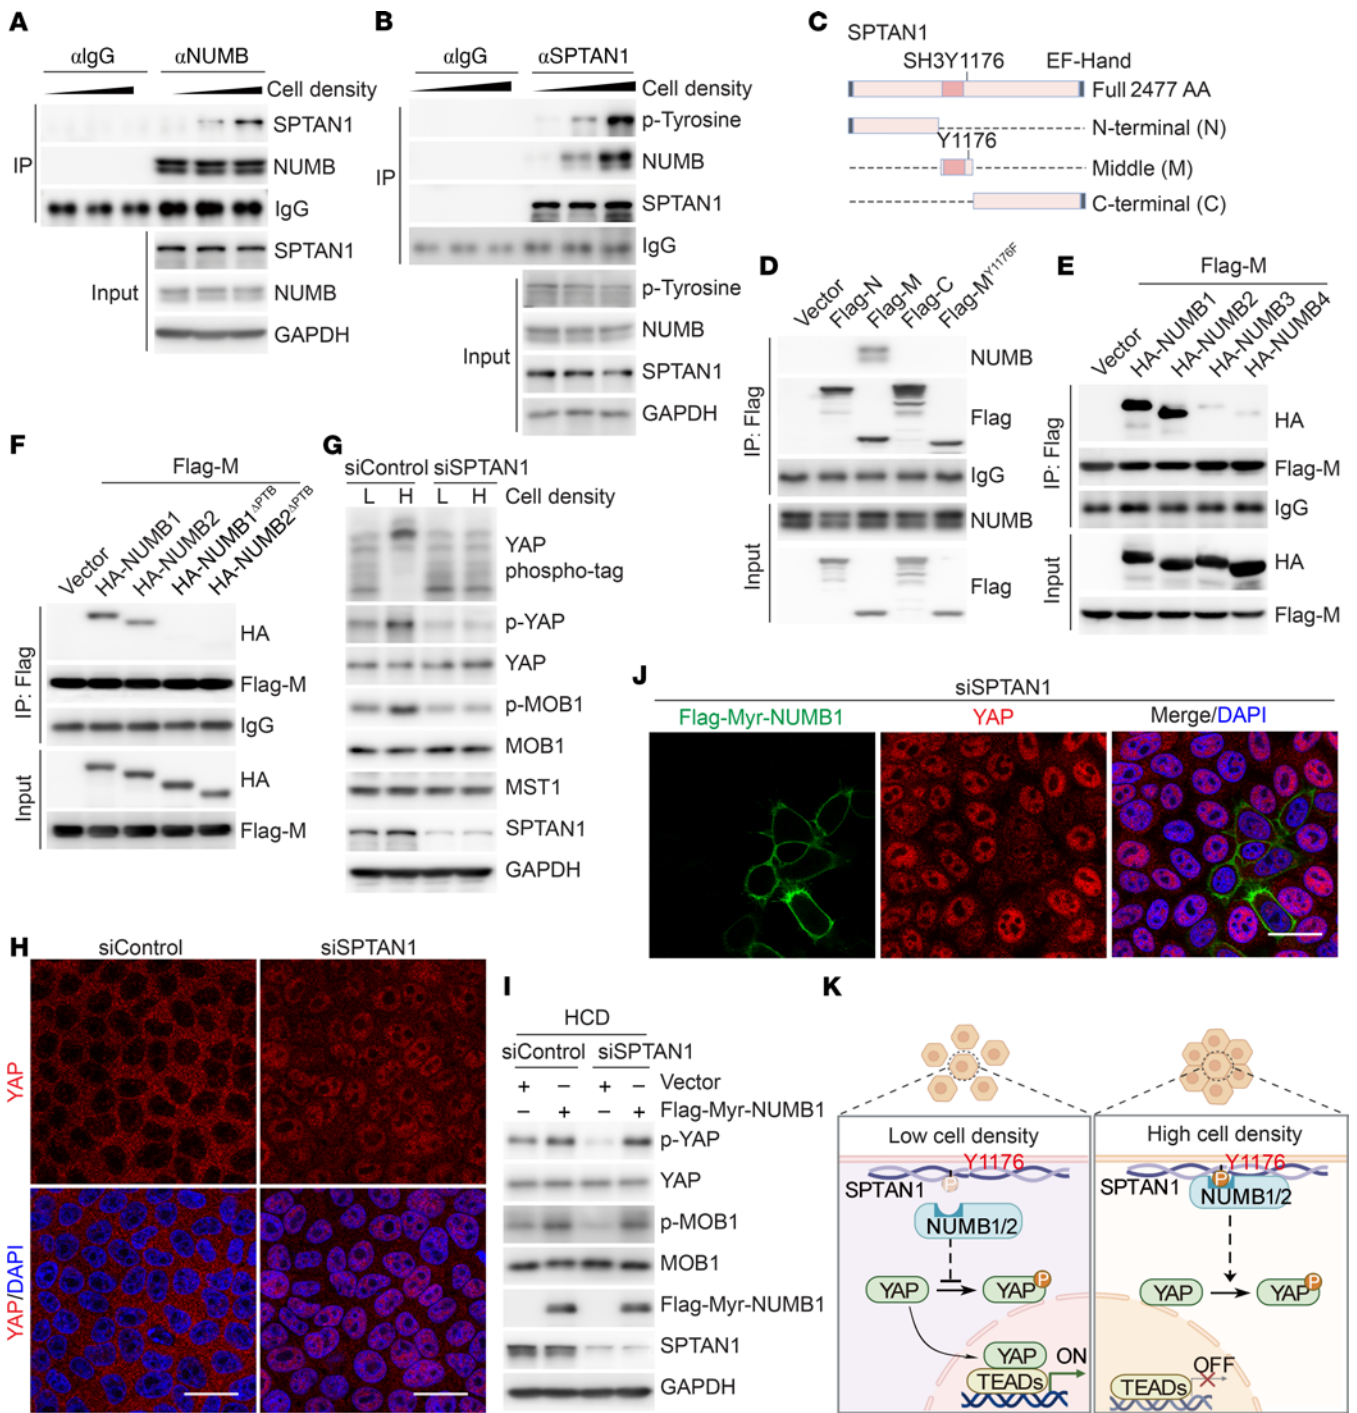 A
αIgG αNUMB
Cell density
IP
SPTAN1
NUMB
IgG
Input
SPTAN1
NUMB
GAPDH
B
αIgG αSPTAN1
Cell density
IP
p-Tyrosine
NUMB
SPTAN1
IgG
Input
p-Tyrosine
NUMB
SPTAN1
GAPDH
C
SPTAN1
SH3 Y1176 EF-Hand
Full 2477 AA
N-terminal (N)
Y1176
Middle (M)
C-terminal (C)
D
Vector Flag-N Flag-M Flag-C Flag-M^Y1176F
IP: Flag
NUMB
Flag
IgG
Input
NUMB
Flag
E
Flag-M
Vector HA-NUMB1 HA-NUMB2 HA-NUMB3 HA-NUMB4
IP: Flag
HA
Flag-M
IgG
Input
HA
Flag-M
F
Flag-M
Vector HA-NUMB1 HA-NUMB2 HA-NUMB1^ΔPTB HA-NUMB2^ΔPTB
IP: Flag
HA
Flag-M
IgG
Input
HA
Flag-M
G
siControl siSPTAN1
L H L H Cell density
YAP
phospho-tag
p-YAP
YAP
p-MOB1
MOB1
MST1
SPTAN1
GAPDH
H
siControl siSPTAN1
YAP
YAP/DAPI
I
HCD
siControl siSPTAN1
+ – + – Vector
– + – + Flag-Myr-NUMB1
p-YAP
YAP
p-MOB1
MOB1
Flag-Myr-NUMB1
SPTAN1
GAPDH
J
siSPTAN1
Flag-Myr-NUMB1 YAP Merge/DAPI
K
Low cell density
Y1176
SPTAN1
P
NUMB1/2
YAP YAP P
YAP
TEADs
ON
High cell density
Y1176
SPTAN1
P
NUMB1/2
YAP YAP P
TEADs
OFF